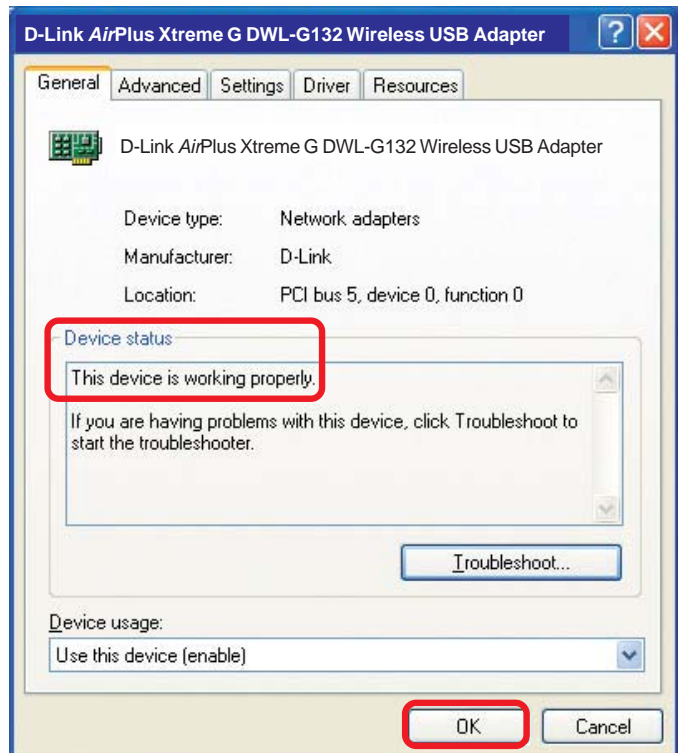 D-Link AirPlus Xtreme G DWL-G132 Wireless USB Adapter
General Advanced Settings Driver Resources
D-Link AirPlus Xtreme G DWL-G132 Wireless USB Adapter
Device type: Network adapters
Manufacturer: D-Link
Location: PCI bus 5, device 0, function 0
Device status
This device is working properly.
If you are having problems with this device, click Troubleshoot to
start the troubleshooter.
Troubleshoot...
Device usage:
Use this device (enable)
OK Cancel